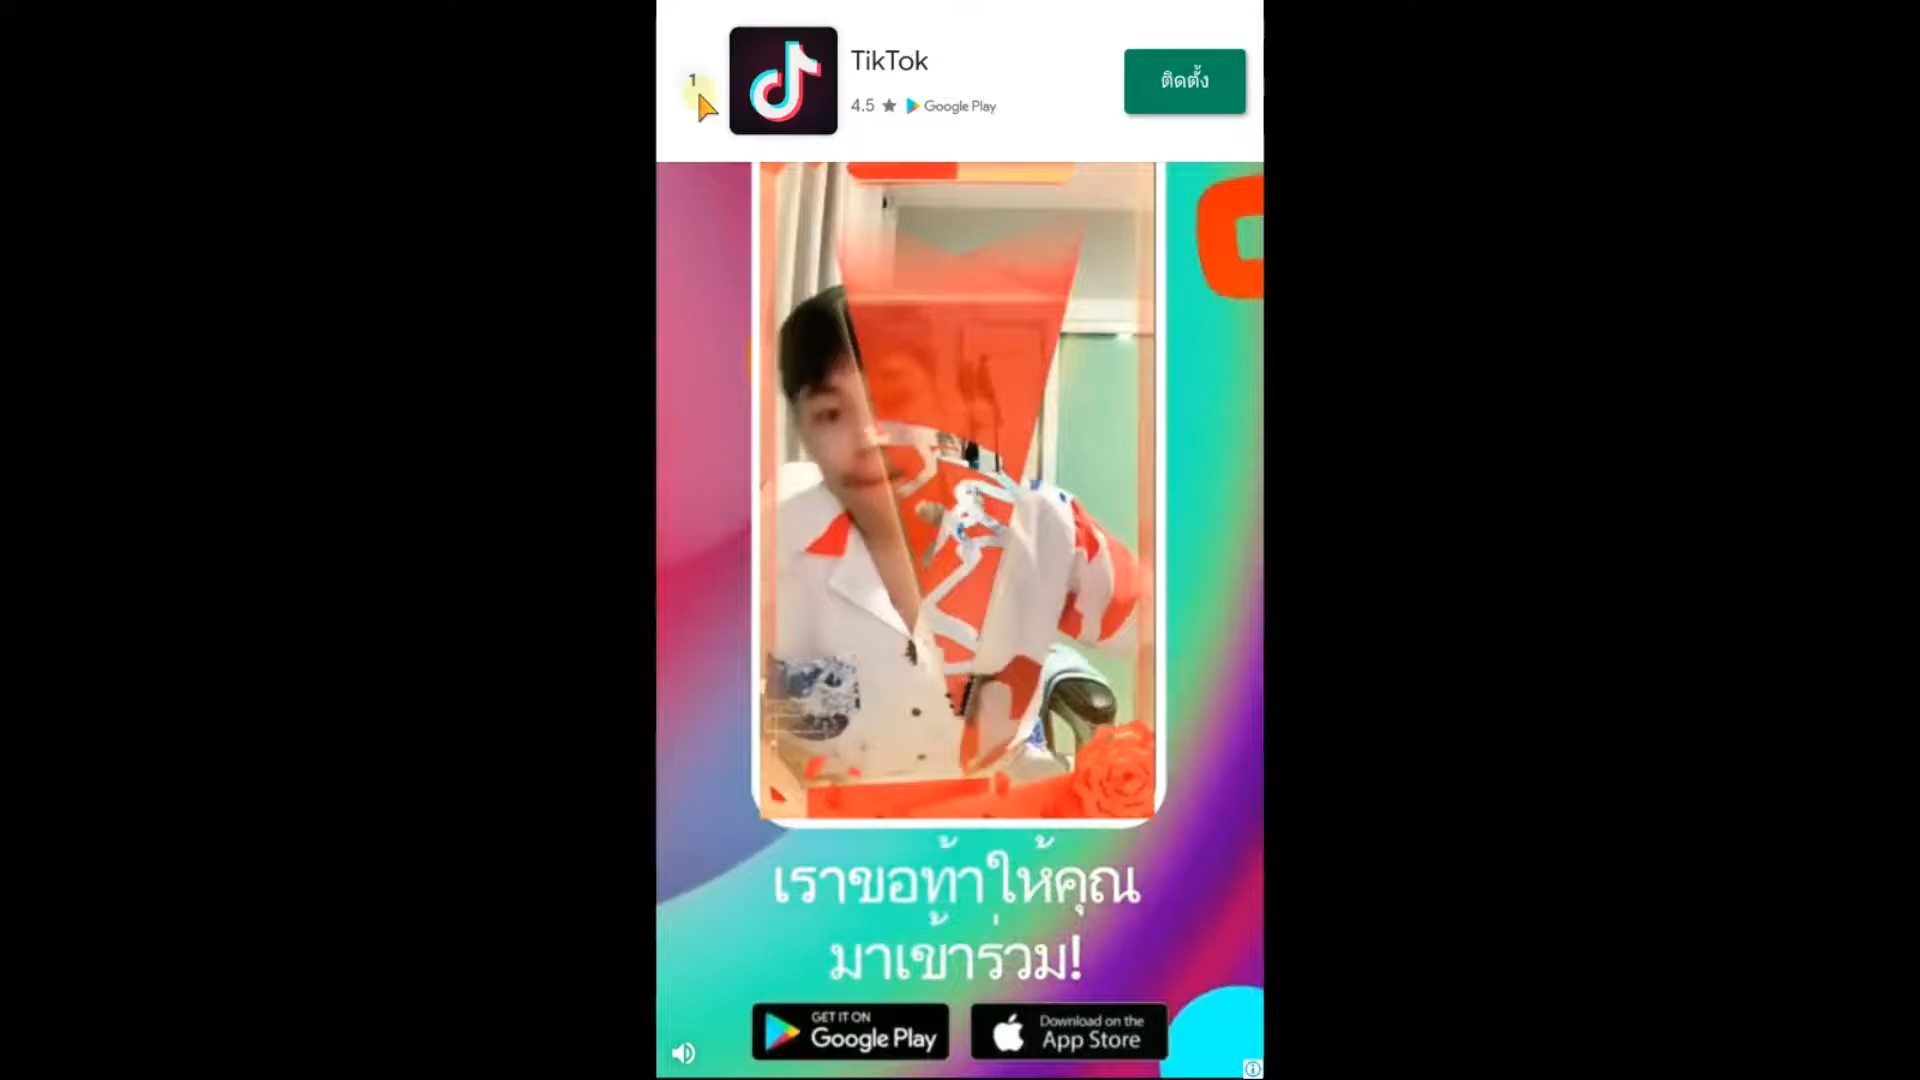 1
TikTok
4.5 ★ Google Play
ติดตั้ง
เราขอท้าให้คุณ
มาเข้าร่วม!
GET IT ON
Google Play
Download on the
App Store